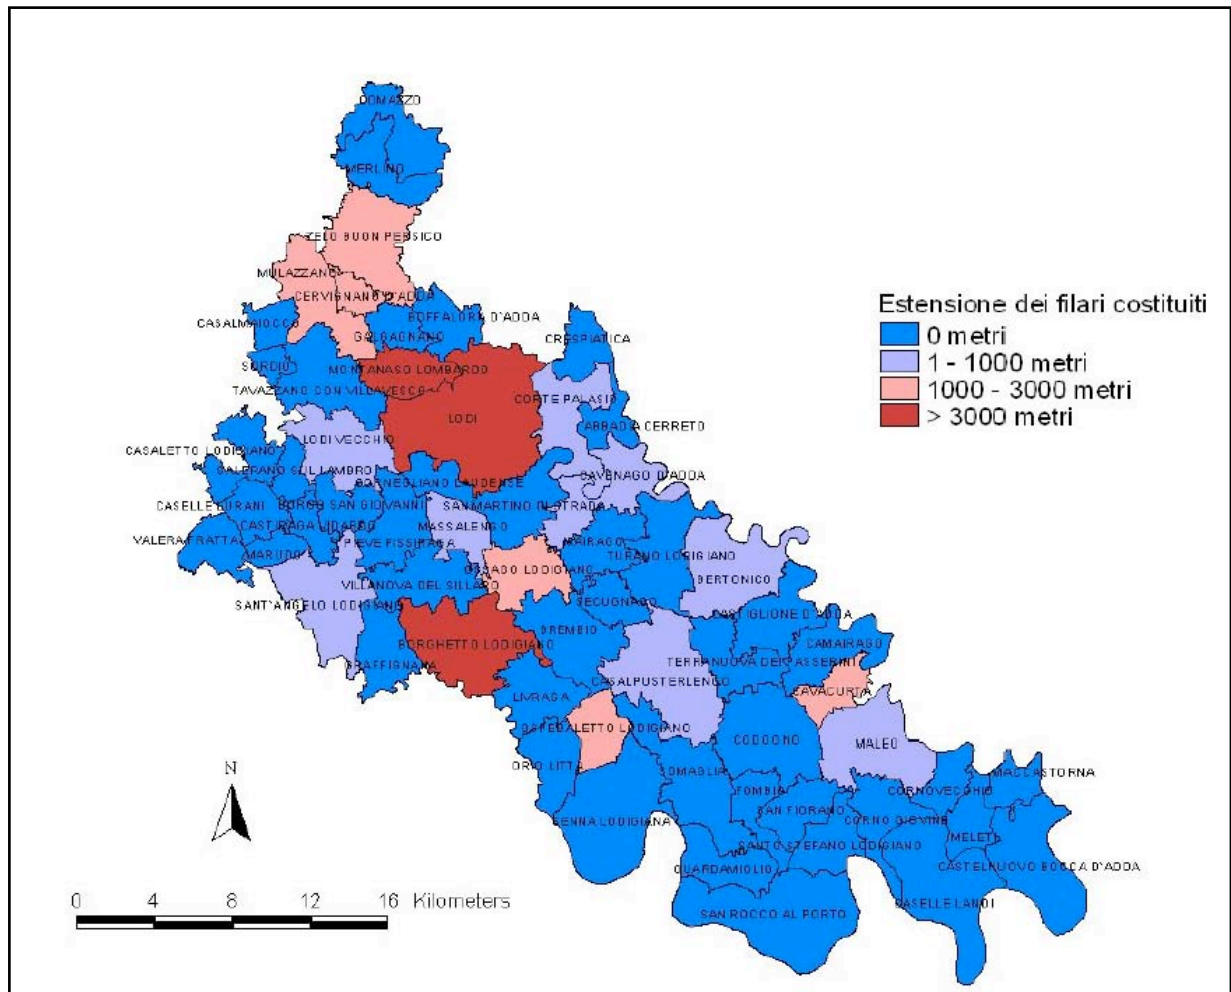 COMAZZO
MERLINO
ZELO BUON PERSICO
MULAZZANO
CERVIGNANO D'ADDA
BOFFALORA D'ADDA
CASALMAIOCCO
GALGAGNANO
CRESPIATICA
SORDIO
MONTANASO LOMBARDO
TAVAZZANO CON VILLAVESCO
CORTE PALASIO
LODI
ABBADIA CERRETO
LODI VECCHIO
CASALETTO LODIGIANO
SALERANO SUL LAMBRO
CAVENAGO D'ADDA
CORNEGLIANO LAUDENSE
CASELLE LURANI
BORGO SAN GIOVANNI
SAN MARTINO IN STRADA
CASTIRAGA VIDARDO
MASSALENGO
VALERA FRATTA
PIEVE FISSIRAGA
MAIRAGO
MARUDO
TURANO LODIGIANO
OSSAGO LODIGIANO
BERTONICO
VILLANOVA DEL SILLARO
SECUGNAGO
SANT'ANGELO LODIGIANO
CASTIGLIONE D'ADDA
BREMBIO
BORGHETTO LODIGIANO
CAMAIRAGO
GRAFFIGNANA
TERRANUOVA DEI PASSERINI
CASALPUSTERLENGO
CAVACURTA
LIVRAGA
OSPEDALETTO LODIGIANO
CODOGNO
MALEO
ORIO LITTA
SOMAGLIA
MACCASTORNA
FOMBIO
CORNOVECCHIO
SAN FIORANO
SENNA LODIGIANA
CORNO GIOVINE
MELETI
SANTO STEFANO LODIGIANO
GUARDAMIGLIO
CASTELNUOVO BOCCA D'ADDA
CASELLE LANDI
SAN ROCCO AL PORTO
Estensione dei filari costituiti
0 metri
1 - 1000 metri
1000 - 3000 metri
> 3000 metri
N
0 4 8 12 16 Kilometers